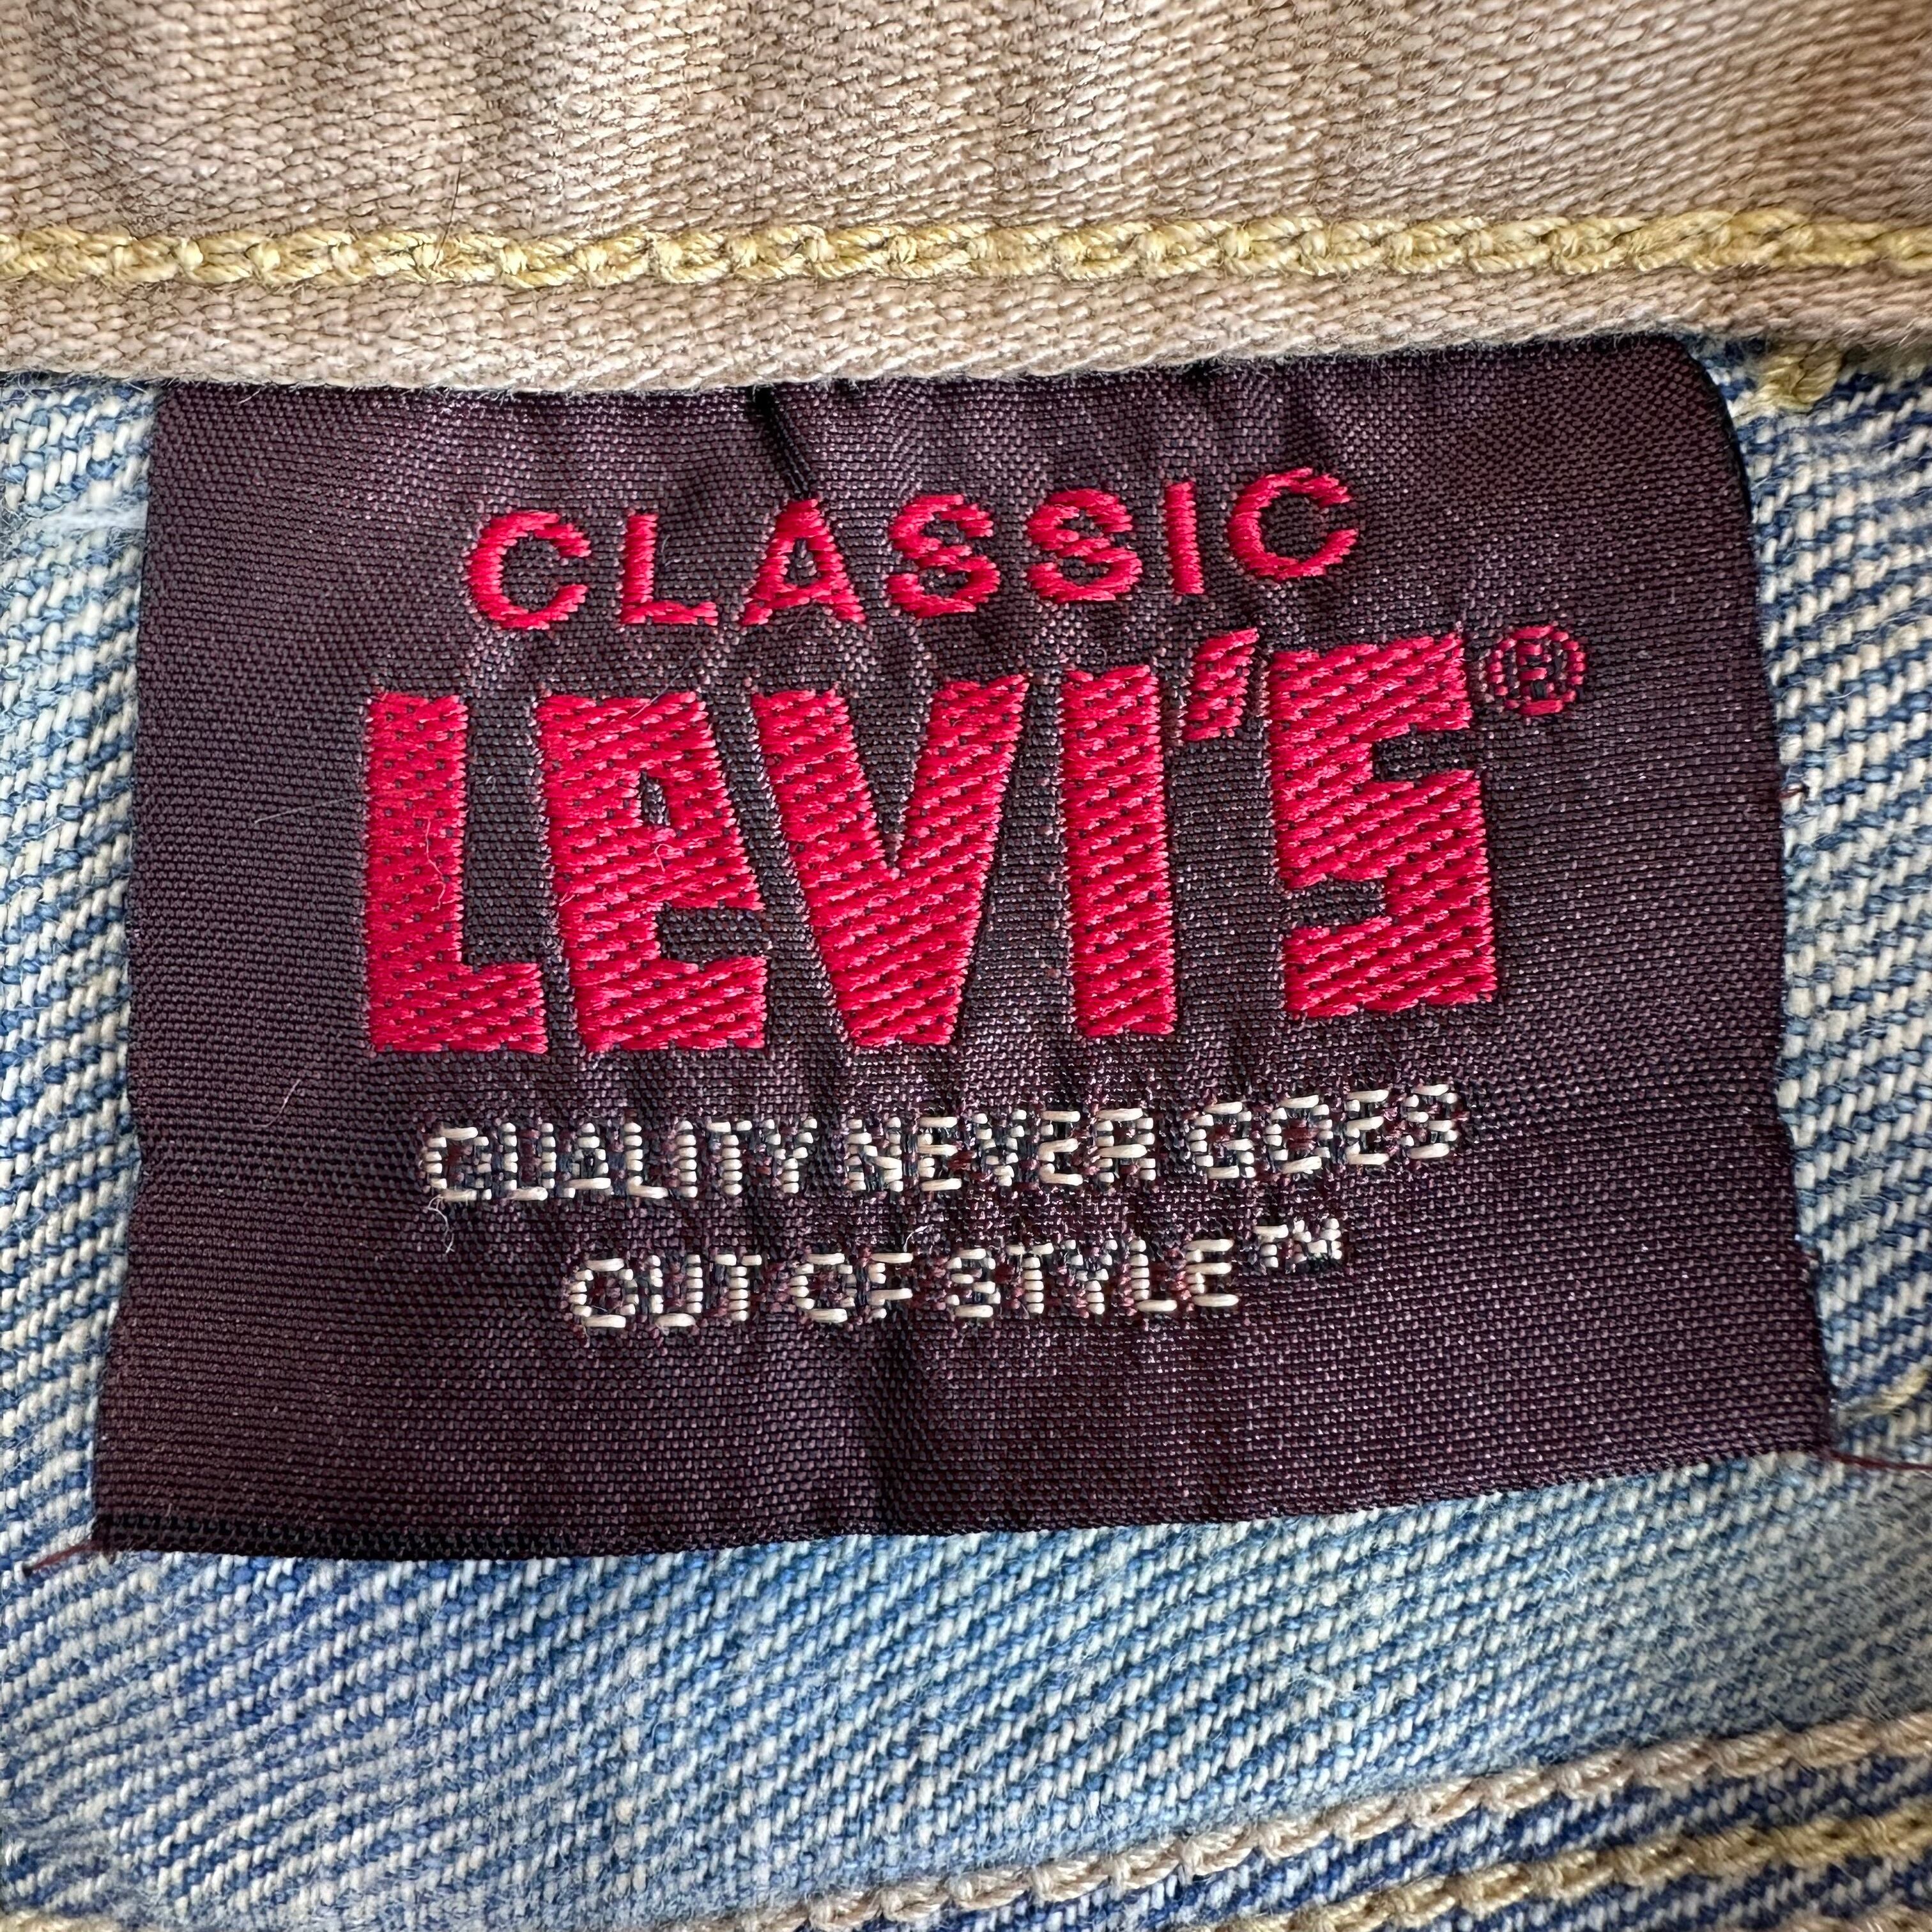 CLASSIC
LeVI'S®
QUALITY NEVER GOES
OUT OF STYLE™